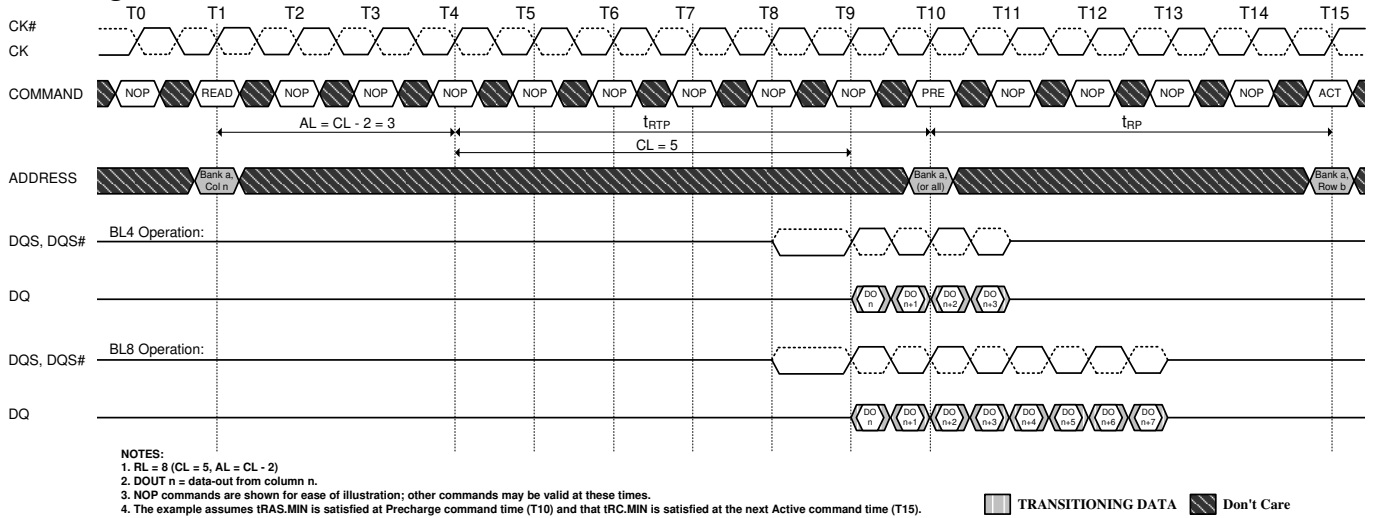 T0 T1 T2 T3 T4 T5 T6 T7 T8 T9 T10 T11 T12 T13 T14 T15
CK#
CK
COMMAND NOP READ NOP NOP NOP NOP NOP NOP NOP NOP PRE NOP NOP NOP NOP ACT
AL = CL - 2 = 3 tRTP tRP
CL = 5
ADDRESS Bank a, Col n Bank a, (or all) Bank a, Row b
BL4 Operation:
DQS, DQS#
DQ DO n DO n+1 DO n+2 DO n+3
BL8 Operation:
DQS, DQS#
DQ DO n DO n+1 DO n+2 DO n+3 DO n+4 DO n+5 DO n+6 DO n+7
NOTES:
1. RL = 8 (CL = 5, AL = CL - 2)
2. DOUT n = data-out from column n.
3. NOP commands are shown for ease of illustration; other commands may be valid at these times.
4. The example assumes tRAS.MIN is satisfied at Precharge command time (T10) and that tRC.MIN is satisfied at the next Active command time (T15).
TRANSITIONING DATA Don't Care